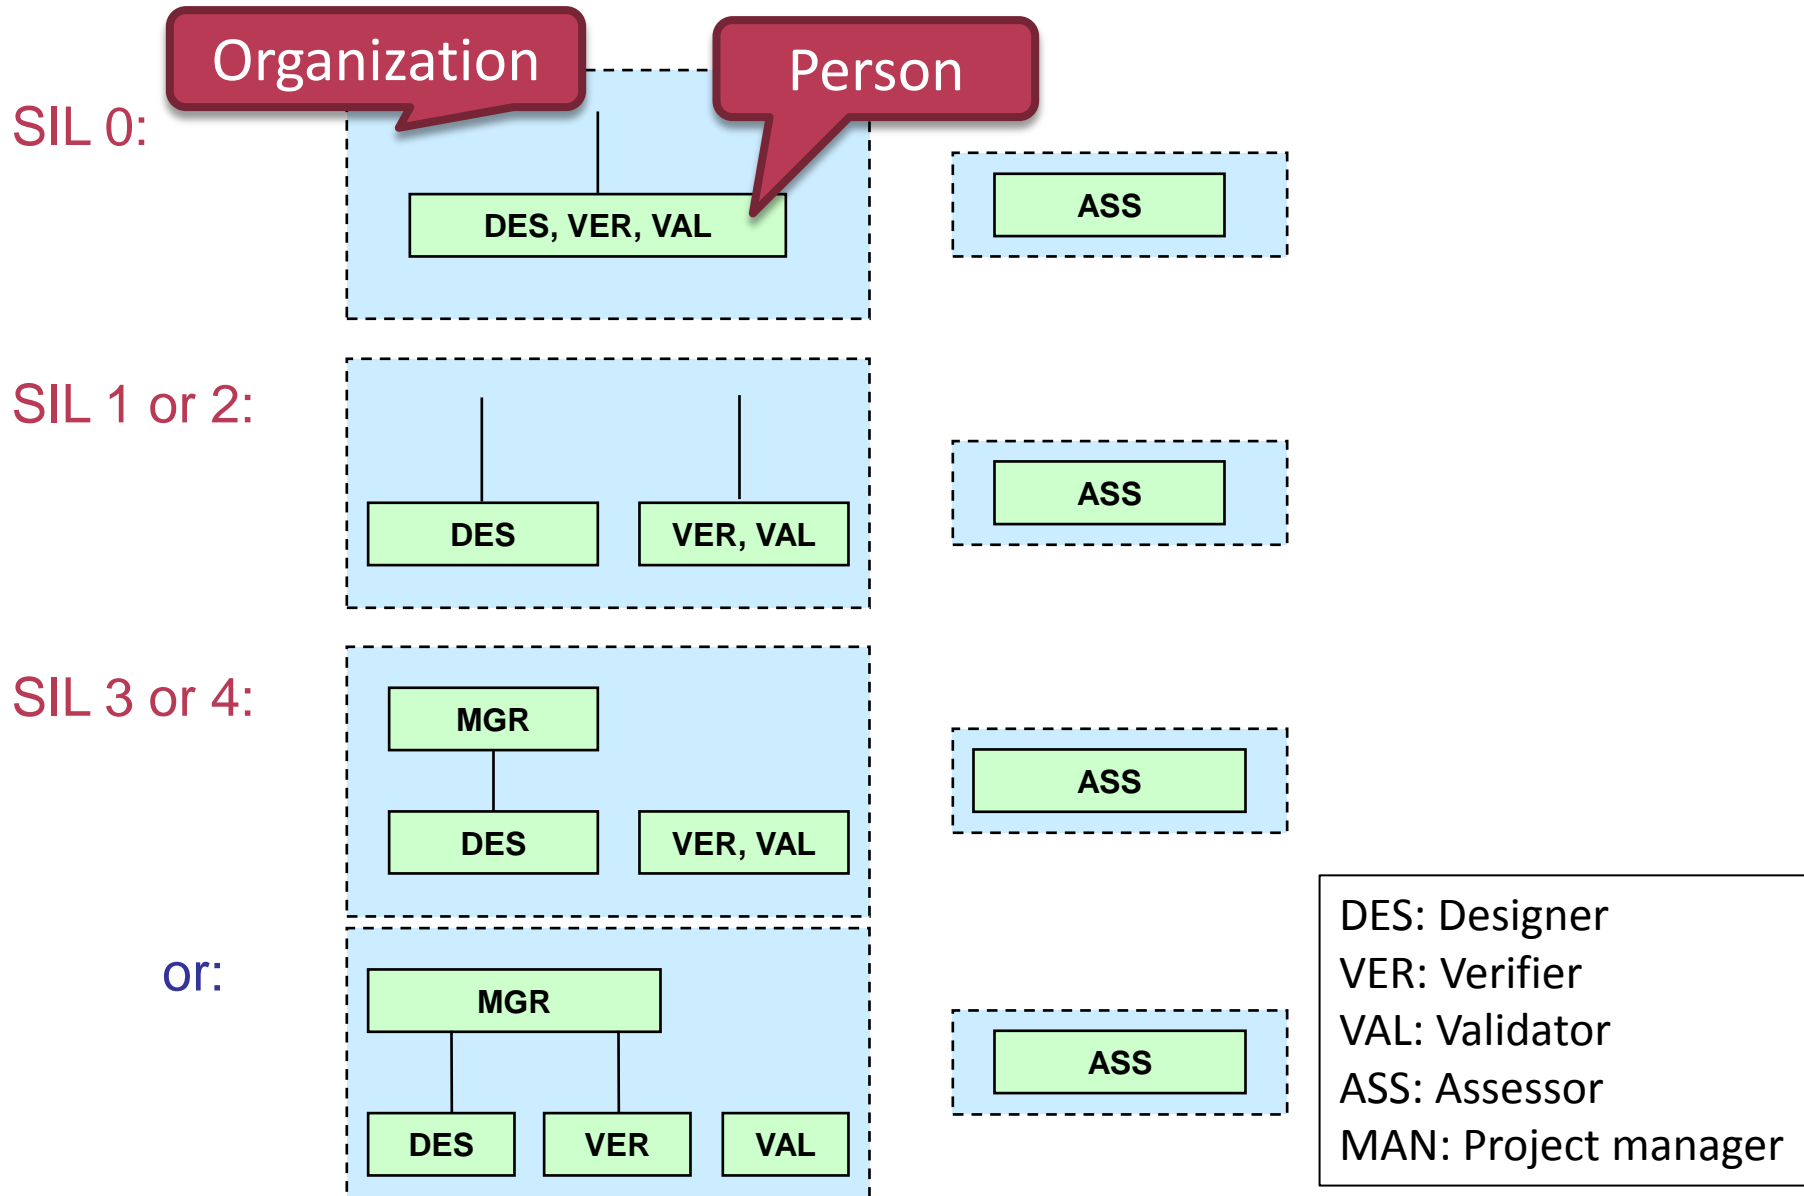 Organization
Person
SIL 0:
DES, VER, VAL
ASS
SIL 1 or 2:
DES
VER, VAL
ASS
SIL 3 or 4:
MGR
DES
VER, VAL
ASS
or:
MGR
DES
VER
VAL
ASS
DES: Designer
VER: Verifier
VAL: Validator
ASS: Assessor
MAN: Project manager